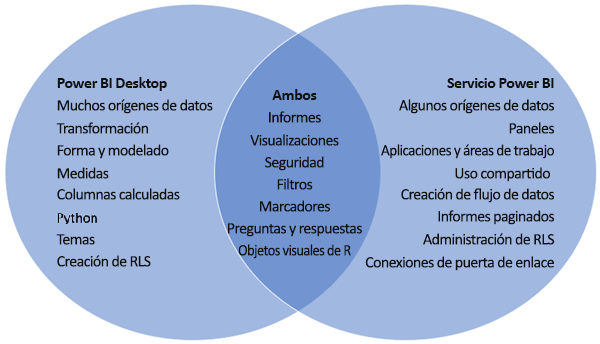 Power BI Desktop
Muchos orígenes de datos
Transformación
Forma y modelado
Medidas
Columnas calculadas
Python
Temas
Creación de RLS
Ambos
Informes
Visualizaciones
Seguridad
Filtros
Marcadores
Preguntas y respuestas
Objetos visuales de R
Servicio Power BI
Algunos orígenes de datos
Paneles
Aplicaciones y áreas de trabajo
Uso compartido
Creación de flujo de datos
Informes paginados
Administración de RLS
Conexiones de puerta de enlace